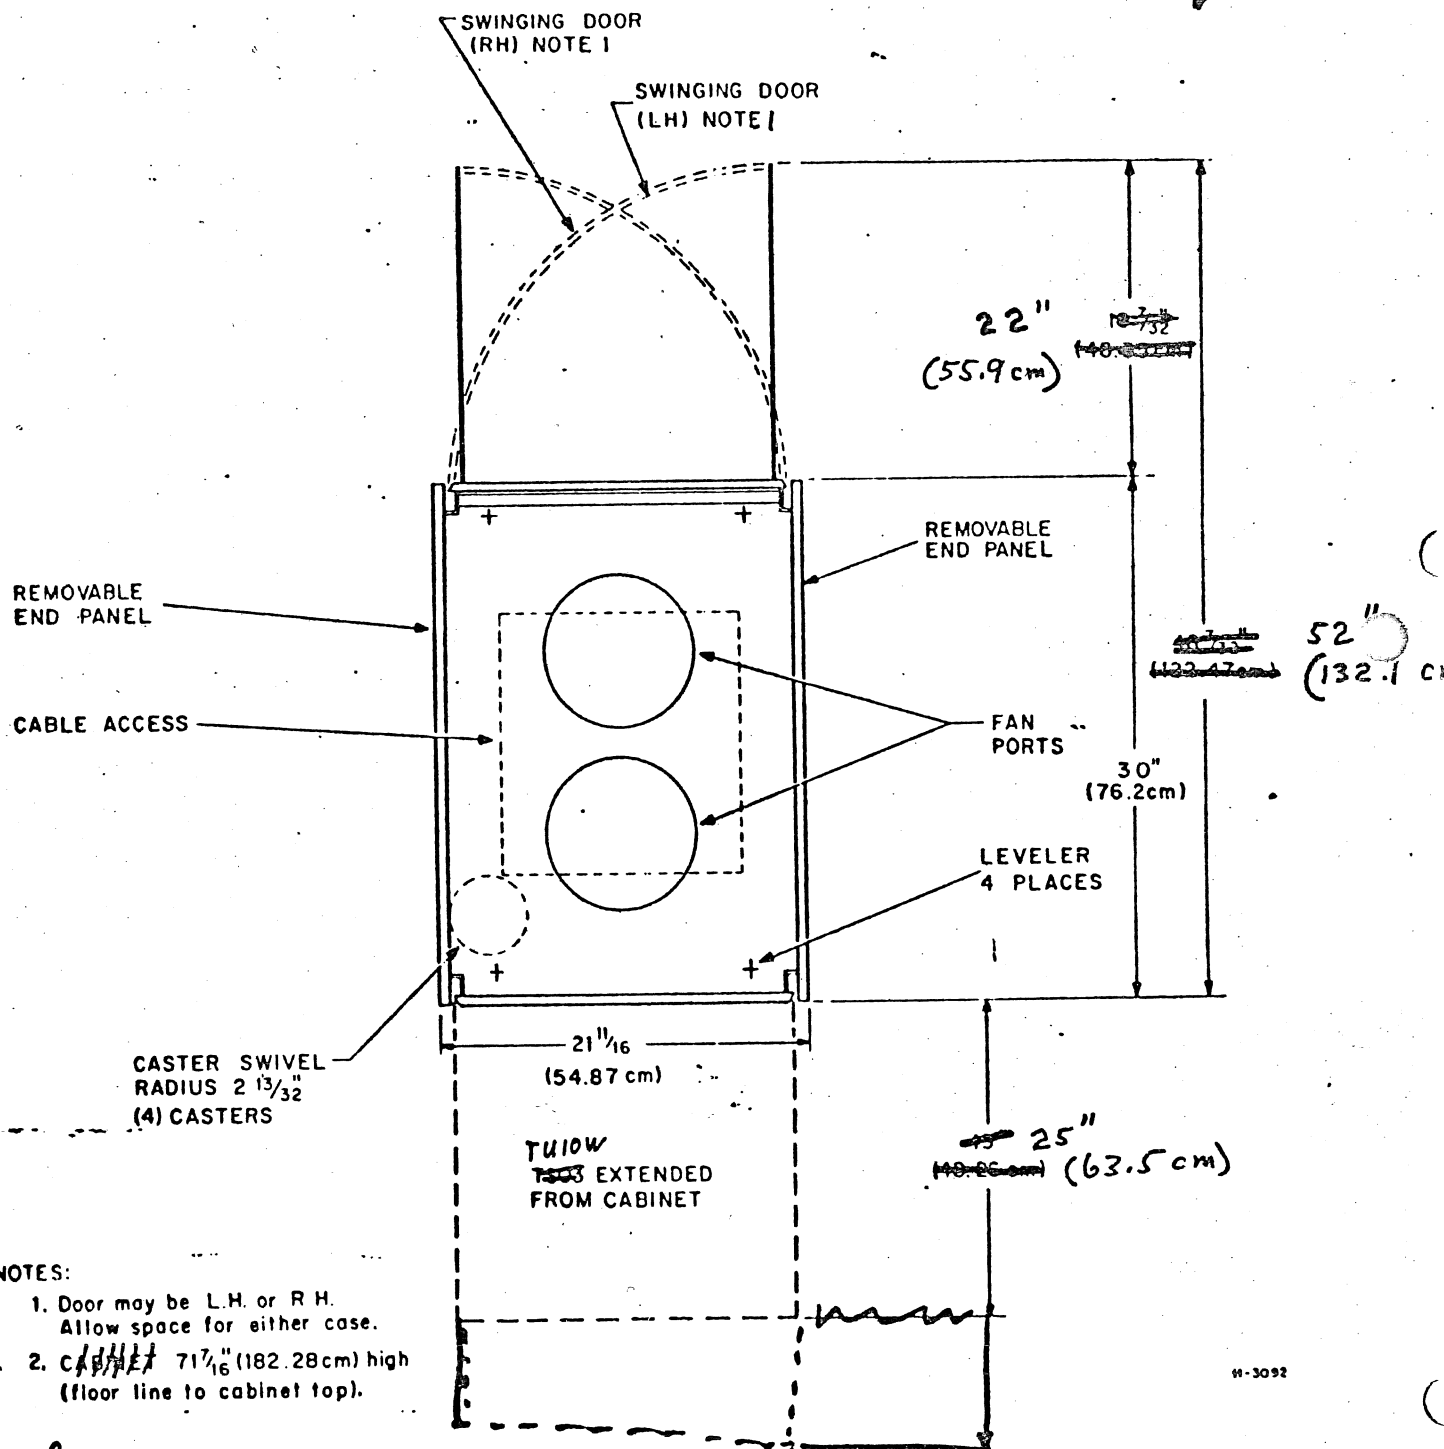 SWINGING DOOR
(RH) NOTE 1
SWINGING DOOR
(LH) NOTE 1
22"
(55.9 cm)
REMOVABLE
END PANEL
REMOVABLE
END PANEL
52"
(132.1 c
CABLE ACCESS
FAN
PORTS
30"
(76.2cm)
LEVELER
4 PLACES
21 11/16
(54.87 cm)
CASTER SWIVEL
RADIUS 2 13/32"
(4) CASTERS
25"
(63.5 cm)
TU10W
EXTENDED
FROM CABINET
NOTES:
1. Door may be L.H. or R H.
Allow space for either case.
2. CABINET 71 7/16" (182.28cm) high
(floor line to cabinet top).
11-3092